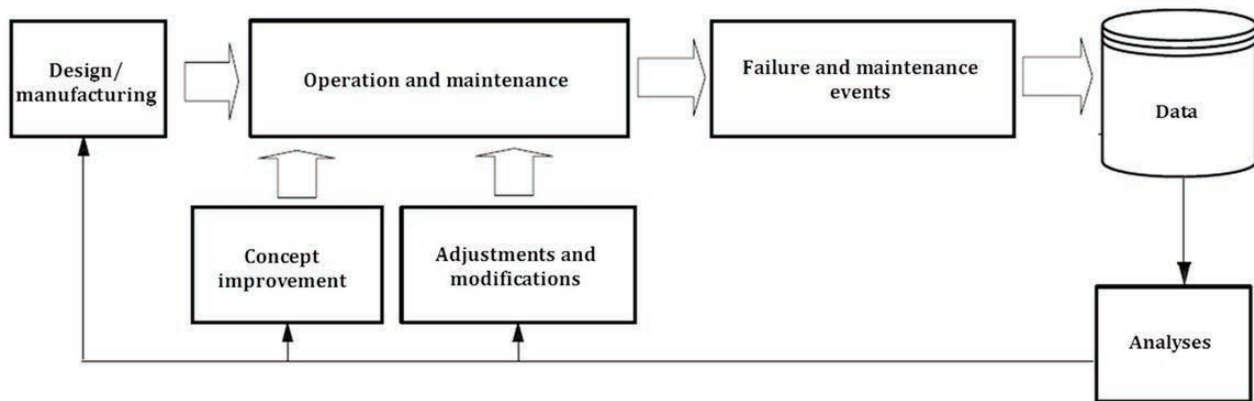 Design/
manufacturing
Operation and maintenance
Failure and maintenance
events
Data
Concept
improvement
Adjustments and
modifications
Analyses